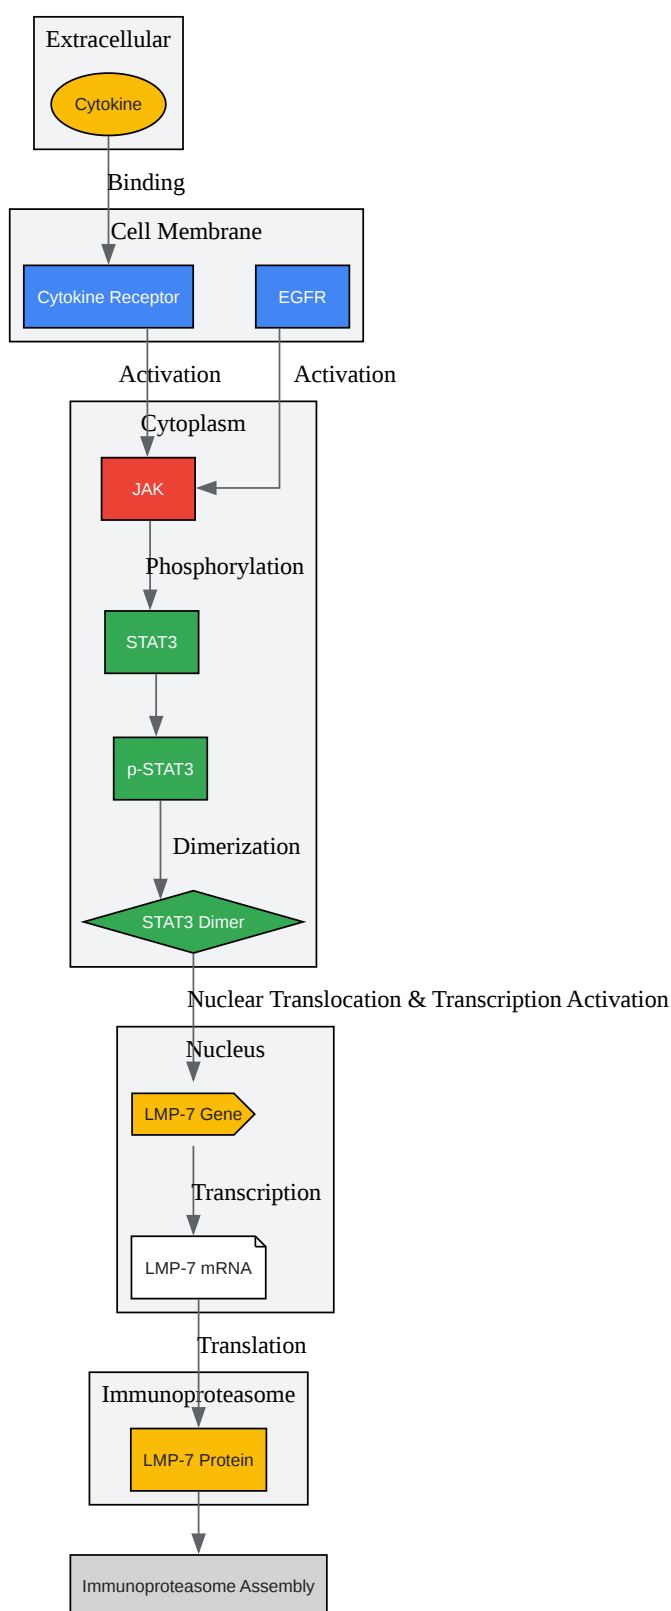 Extracellular
Cytokine
Binding
Cell Membrane
Cytokine Receptor
EGFR
Activation
Activation
Cytoplasm
JAK
Phosphorylation
STAT3
p-STAT3
Dimerization
STAT3 Dimer
Nuclear Translocation & Transcription Activation
Nucleus
LMP-7 Gene
Transcription
LMP-7 mRNA
Translation
Immunoproteasome
LMP-7 Protein
Immunoproteasome Assembly